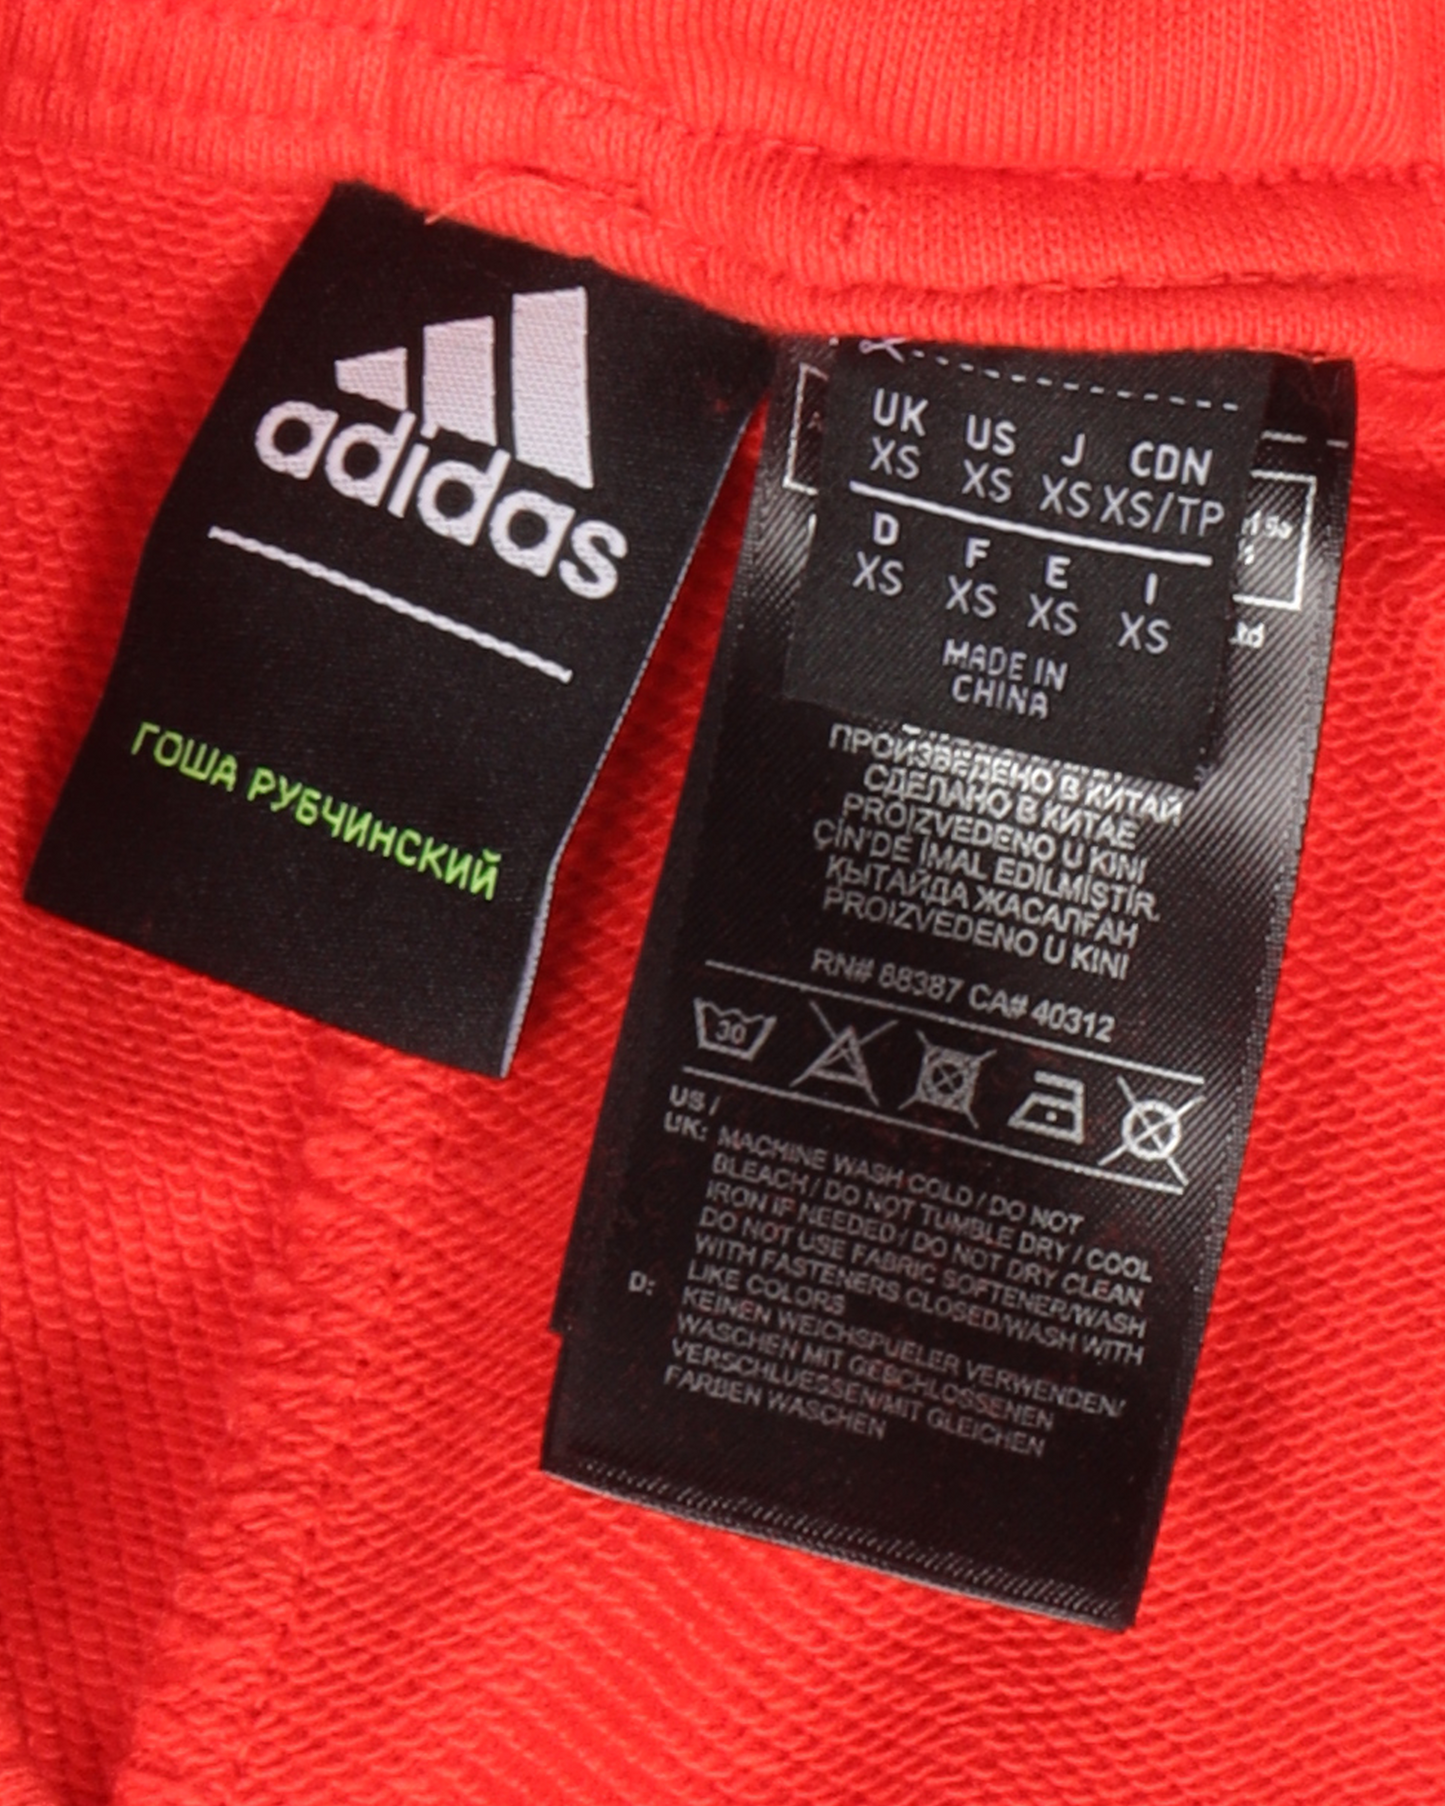 adidas
ГОША РУБЧИНСКИЙ
UK US J CDN
XS XS XS XS/TP
D F E I
XS XS XS XS
MADE IN
CHINA
ПРОИЗВЕДЕНО В КИТАЙ
СДЕЛАНО В КИТАЕ
PROIZVEDENO U KINI
ÇİN'DE İMAL EDİLMİŞTİR.
ҚЫТАЙДА ЖАСАЛҒАН
PROIZVEDENO U KINI
RN# 88387 CA# 40312
30
US /
UK: MACHINE WASH COLD / DO NOT
BLEACH / DO NOT TUMBLE DRY / COOL
IRON IF NEEDED / DO NOT DRY CLEAN
DO NOT USE FABRIC SOFTENER/WASH
WITH FASTENERS CLOSED/WASH WITH
LIKE COLORS
D: KEINEN WEICHSPUELER VERWENDEN/
WASCHEN MIT GESCHLOSSENEN
VERSCHLUESSEN/MIT GLEICHEN
FARBEN WASCHEN